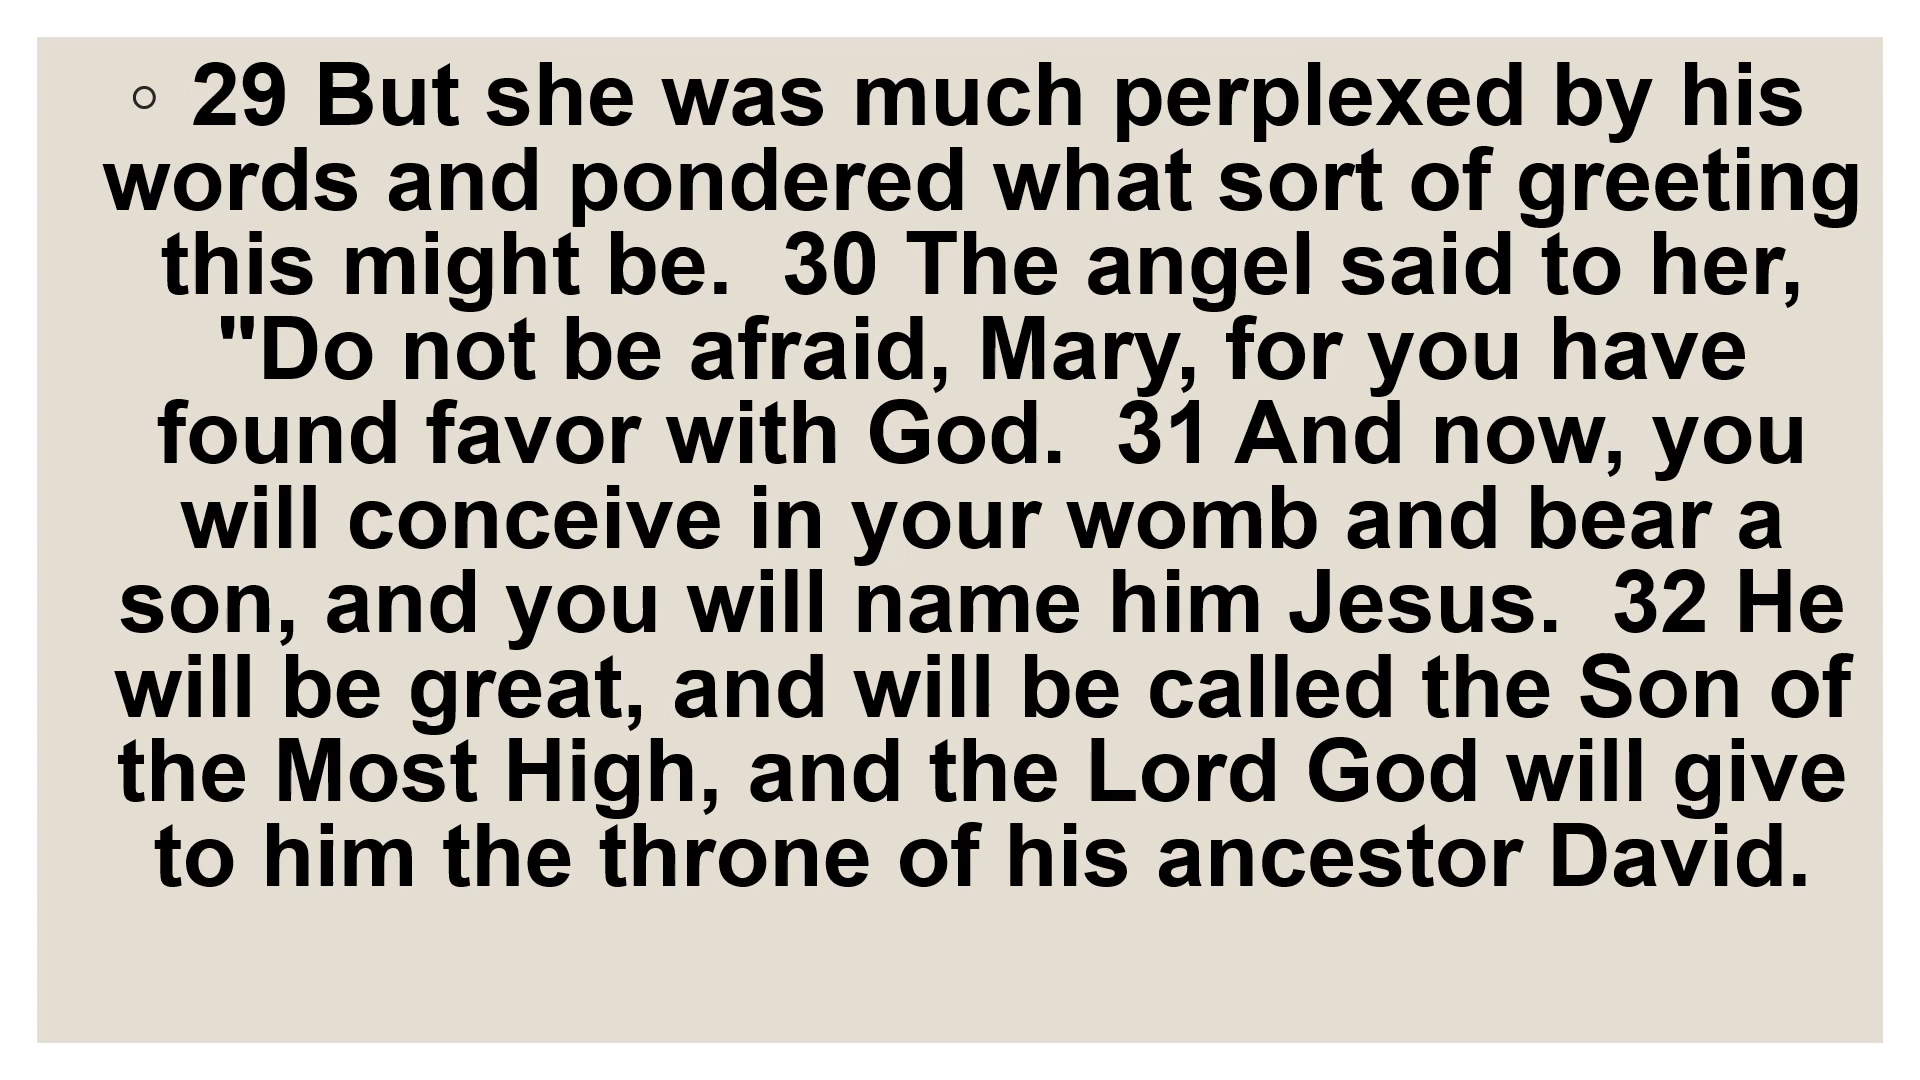 ◦ 29 But she was much perplexed by his
words and pondered what sort of greeting
this might be.  30 The angel said to her,
"Do not be afraid, Mary, for you have
found favor with God.  31 And now, you
will conceive in your womb and bear a
son, and you will name him Jesus.  32 He
will be great, and will be called the Son of
the Most High, and the Lord God will give
to him the throne of his ancestor David.